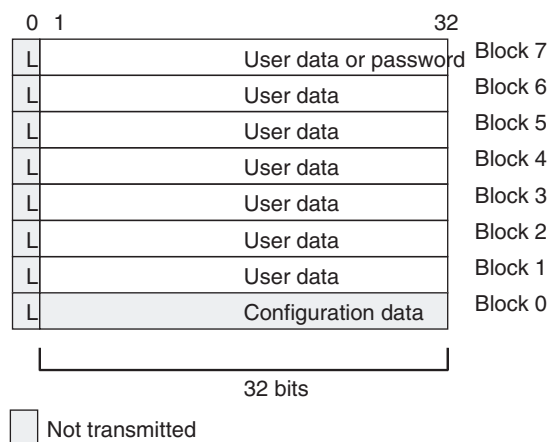 0 1 32
L User data or password Block 7
L User data Block 6
L User data Block 5
L User data Block 4
L User data Block 3
L User data Block 2
L User data Block 1
L Configuration data Block 0
32 bits
Not transmitted